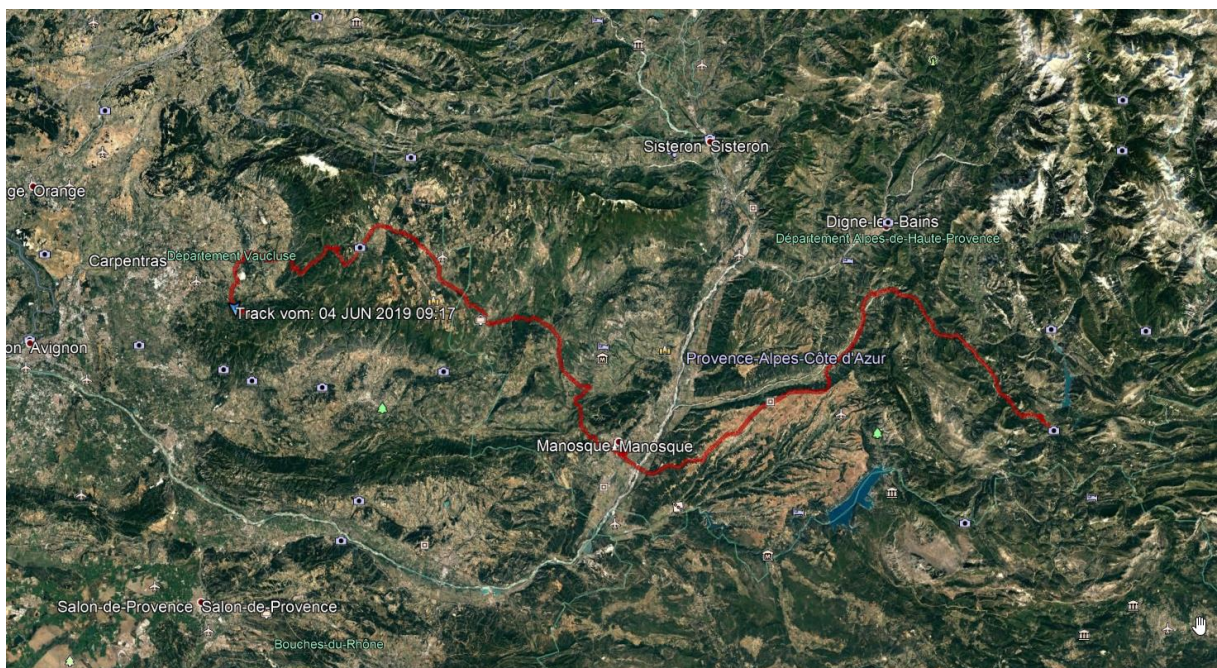 Sisteron Sisteron
ge Orange
Digne-les-Bains
Département Alpes-de-Haute-Provence
Carpentras
Département Vaucluse
Track vom: 04 JUN 2019 09:17
on Avignon
Provence-Alpes-Côte d'Azur
Manosque Manosque
Salon-de-Provence Salon-de-Provence
Bouches-du-Rhône